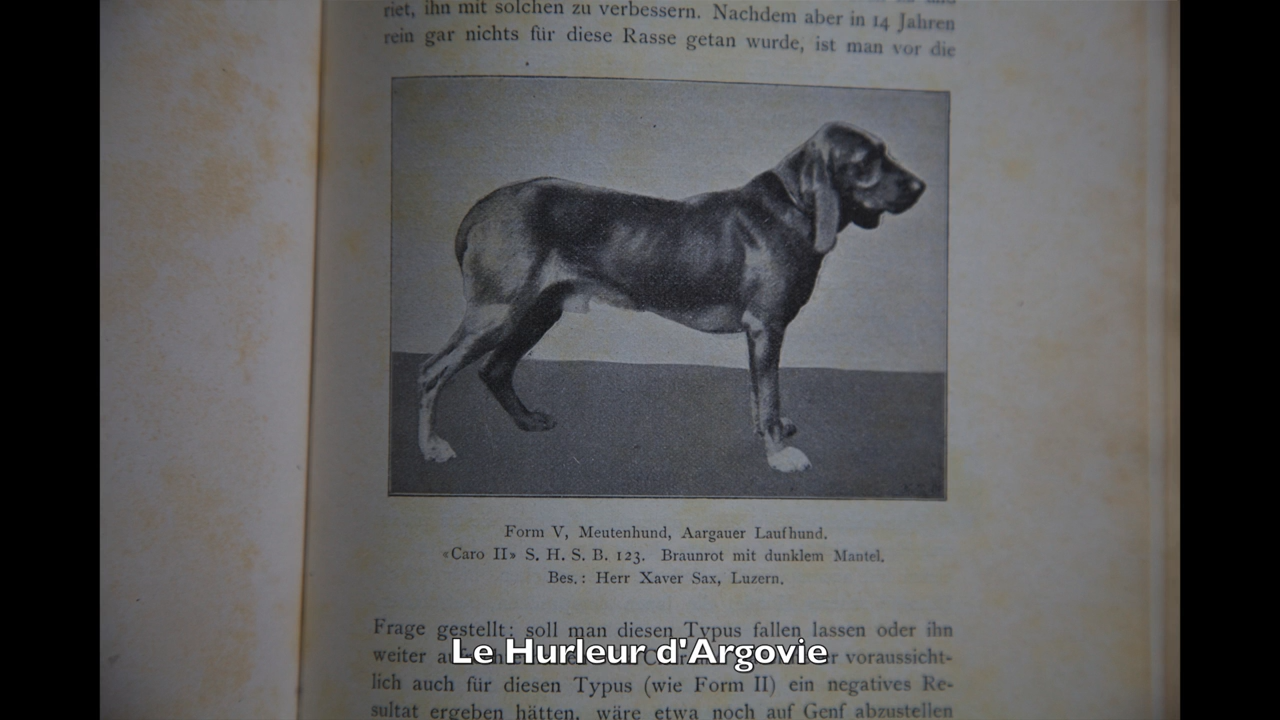 riet, ihn mit solchen zu verbessern. Nachdem aber in 14 Jahren
rein gar nichts für diese Rasse getan wurde, ist man vor die
Form V, Meutenhund, Aargauer Laufhund.
«Caro II» S. H. S. B. 123. Braunrot mit dunklem Mantel.
Bes.: Herr Xaver Sax, Luzern.
Frage gestellt: soll man diesen Typus fallen lassen oder ihn
Le Hurleur d'Argovie
weiter voraussicht-
lich auch für diesen Typus (wie Form II) ein negatives Re-
sultat ergeben hätten, wäre etwa noch auf Genf abzustellen